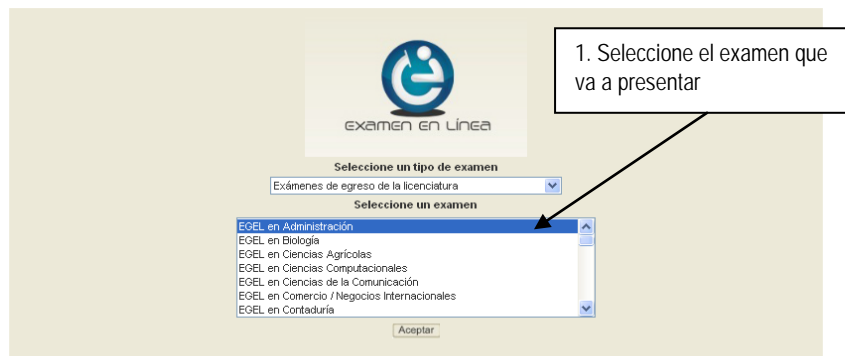 1. Seleccione el examen que
va a presentar
examen en Línea
Seleccione un tipo de examen
Exámenes de egreso de la licenciatura
Seleccione un examen
EGEL en Administración
EGEL en Biología
EGEL en Ciencias Agrícolas
EGEL en Ciencias Computacionales
EGEL en Ciencias de la Comunicación
EGEL en Comercio / Negocios Internacionales
EGEL en Contaduría
Aceptar